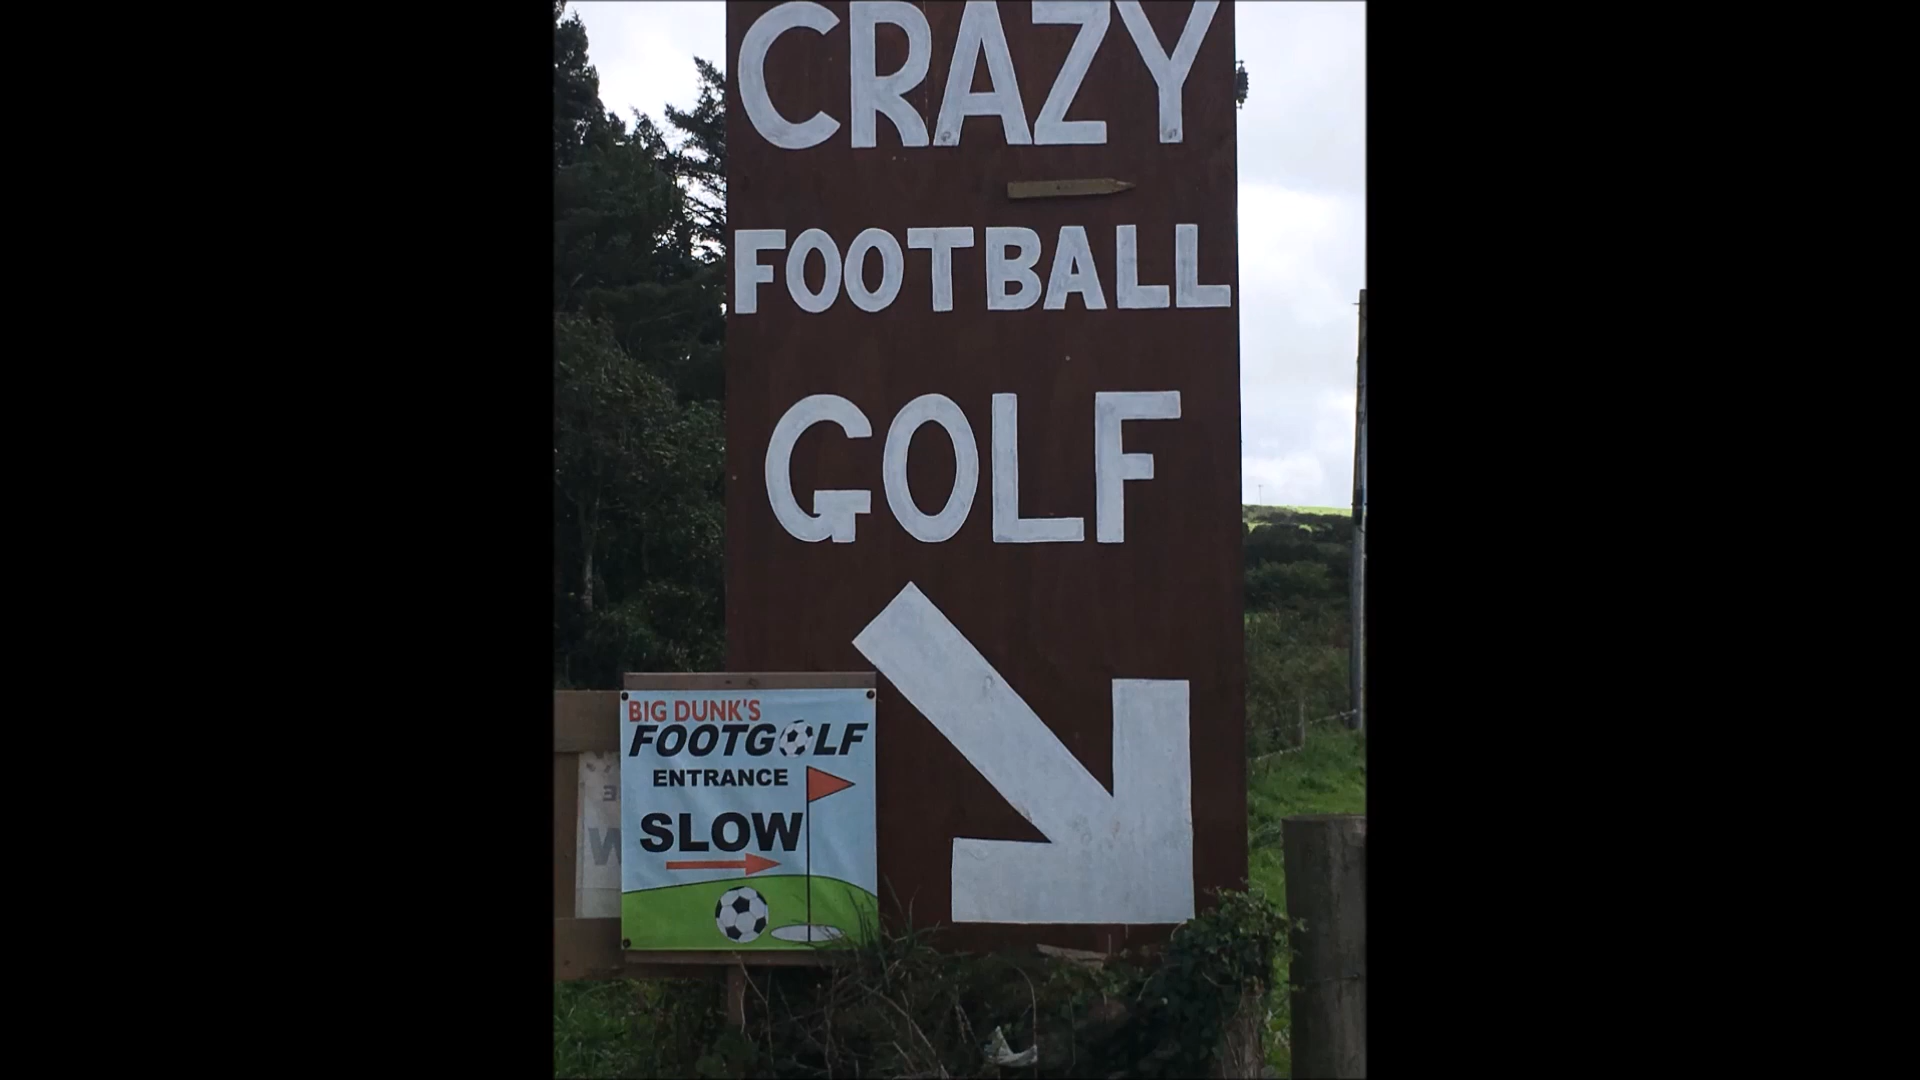 CRAZY
FOOTBALL
GOLF
BIG DUNK'S
FOOTGOLF
ENTRANCE
SLOW